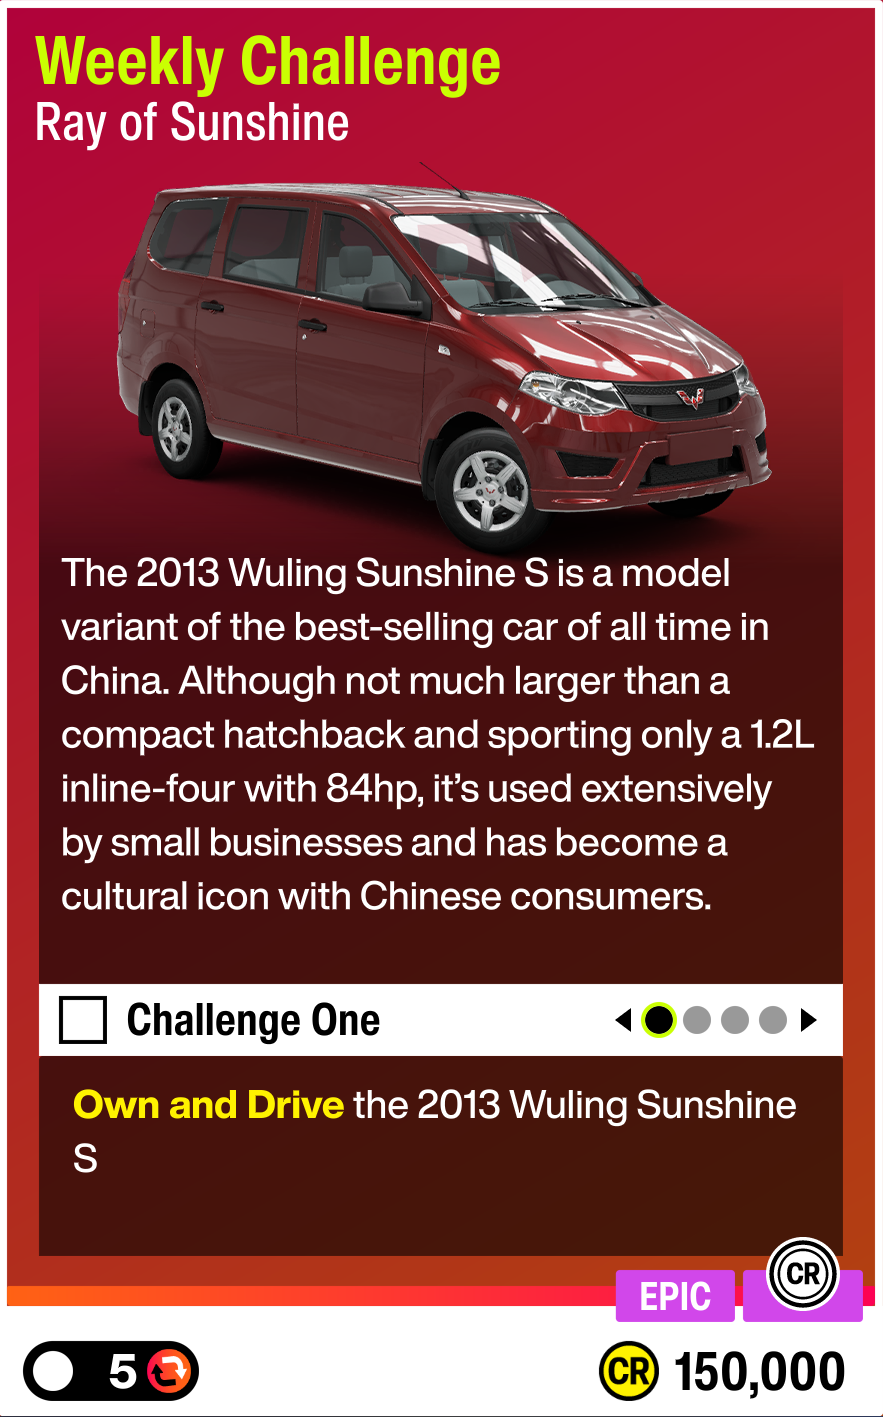 Weekly Challenge
Ray of Sunshine
The 2013 Wuling Sunshine S is a model
variant of the best-selling car of all time in
China. Although not much larger than a
compact hatchback and sporting only a 1.2L
inline-four with 84hp, it’s used extensively
by small businesses and has become a
cultural icon with Chinese consumers.
Challenge One
Own and Drive the 2013 Wuling Sunshine
S
EPIC
CR
5
CR 150,000